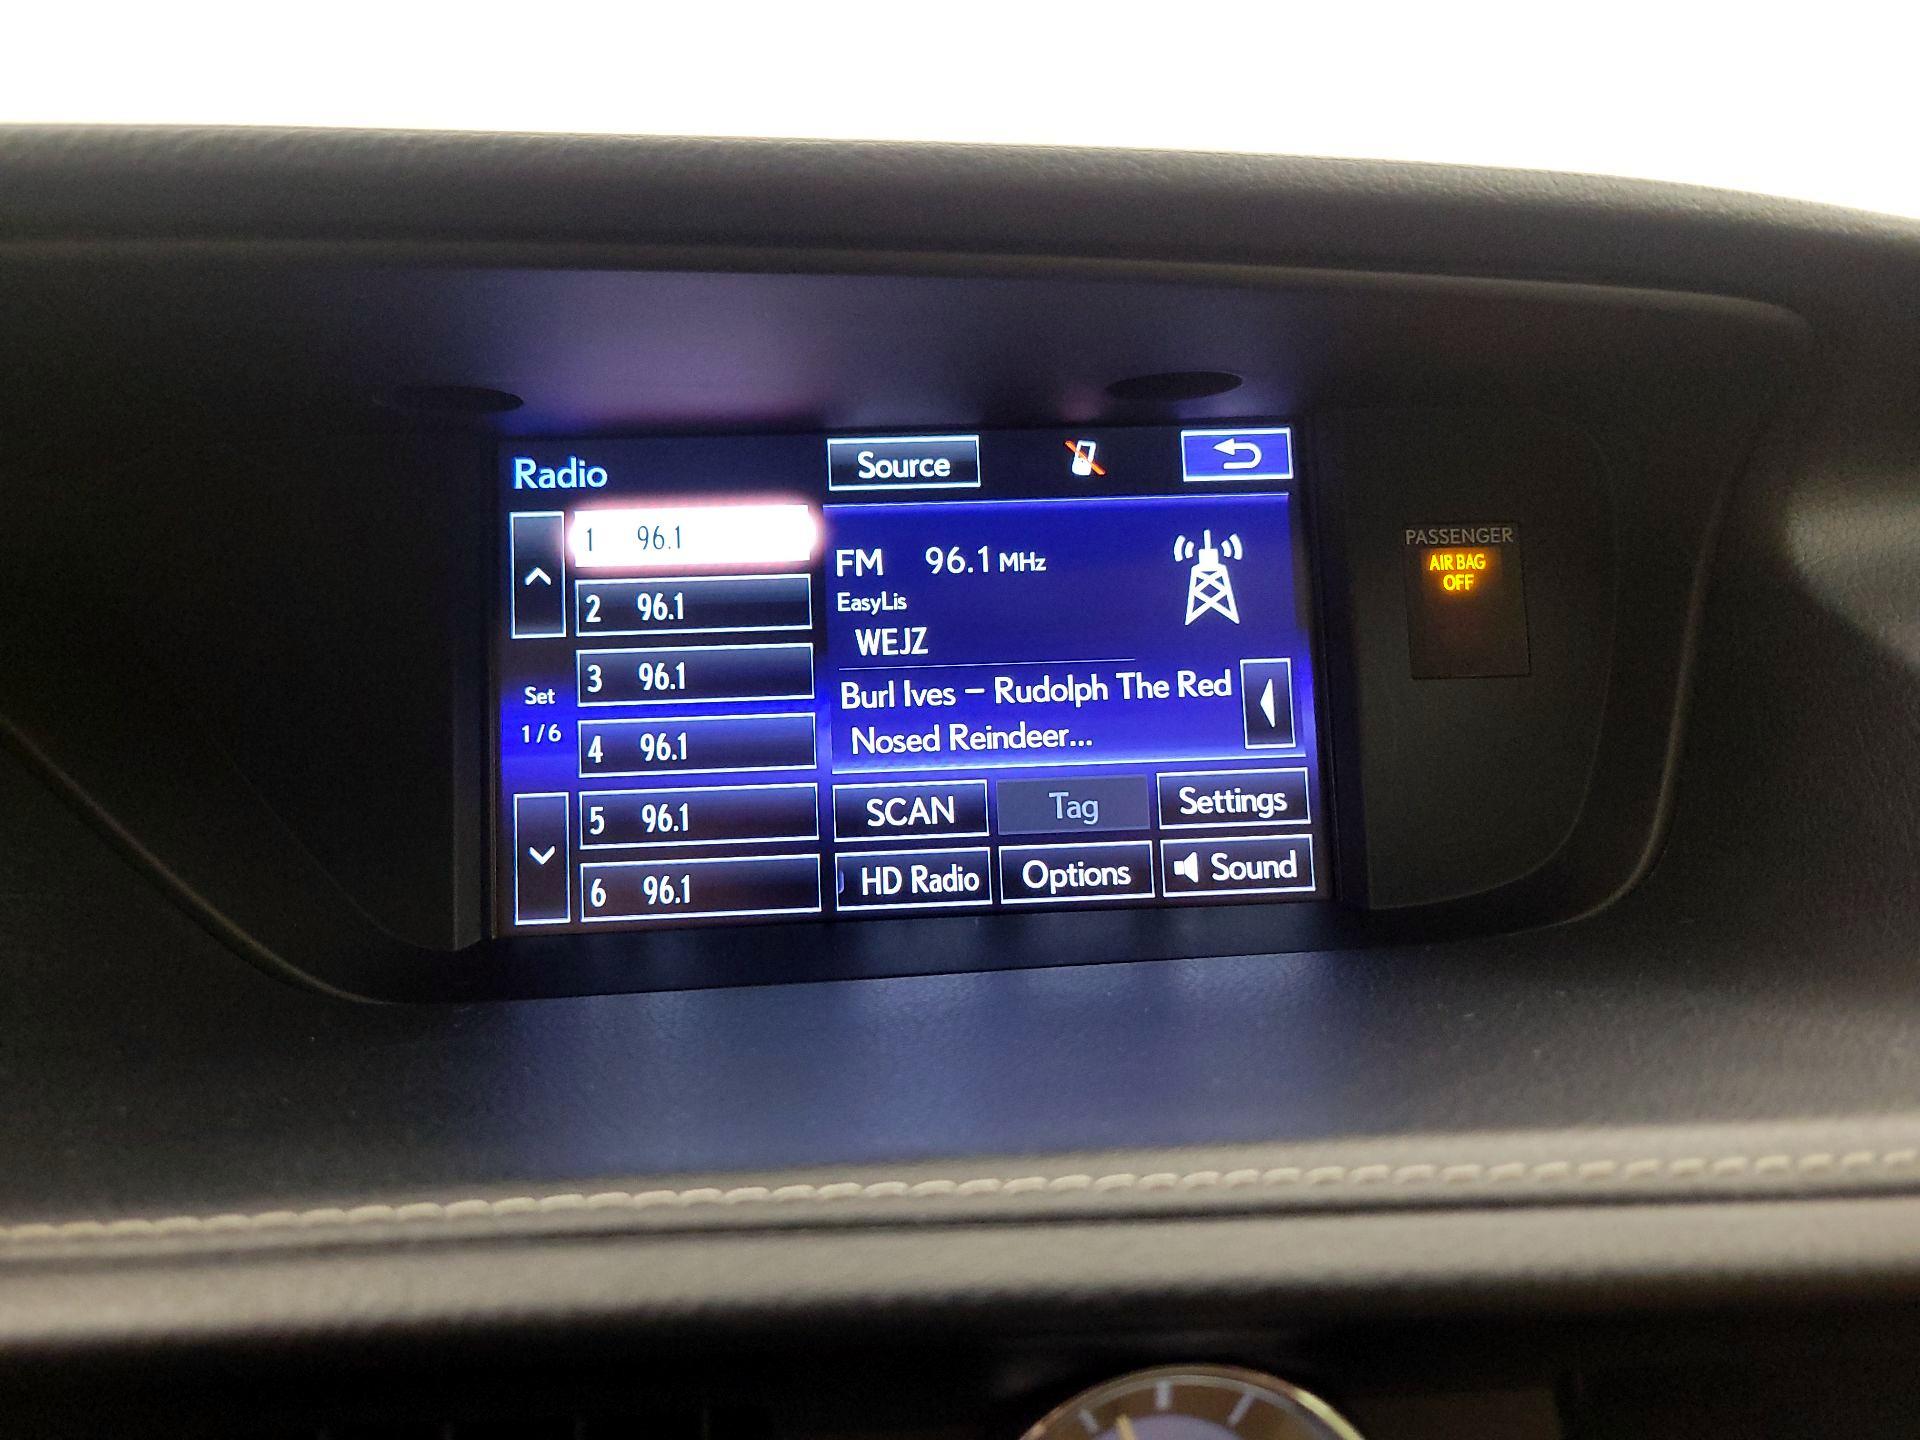 Radio
Source
1 96.1
2 96.1
3 96.1
4 96.1
5 96.1
6 96.1
Set
1/6
FM 96.1 MHz
EasyLis
WEJZ
Burl Ives – Rudolph The Red
Nosed Reindeer...
SCAN
Tag
Settings
HD Radio
Options
Sound
PASSENGER
AIR BAG
OFF